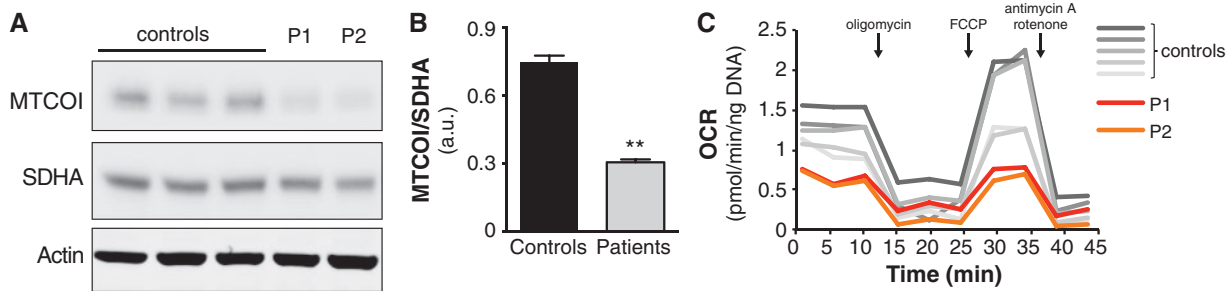 A
controls
P1
P2
MTCOI
SDHA
Actin
B
MTCOI/SDHA
(a.u.)
0.9
0.6
0.3
0
**
Controls
Patients
C
oligomycin
FCCP
antimycin A
rotenone
controls
P1
P2
OCR
(pmol/min/ng DNA)
2.5
2
1.5
1
0.5
0
0 5 10 15 20 25 30 35 40 45
Time (min)